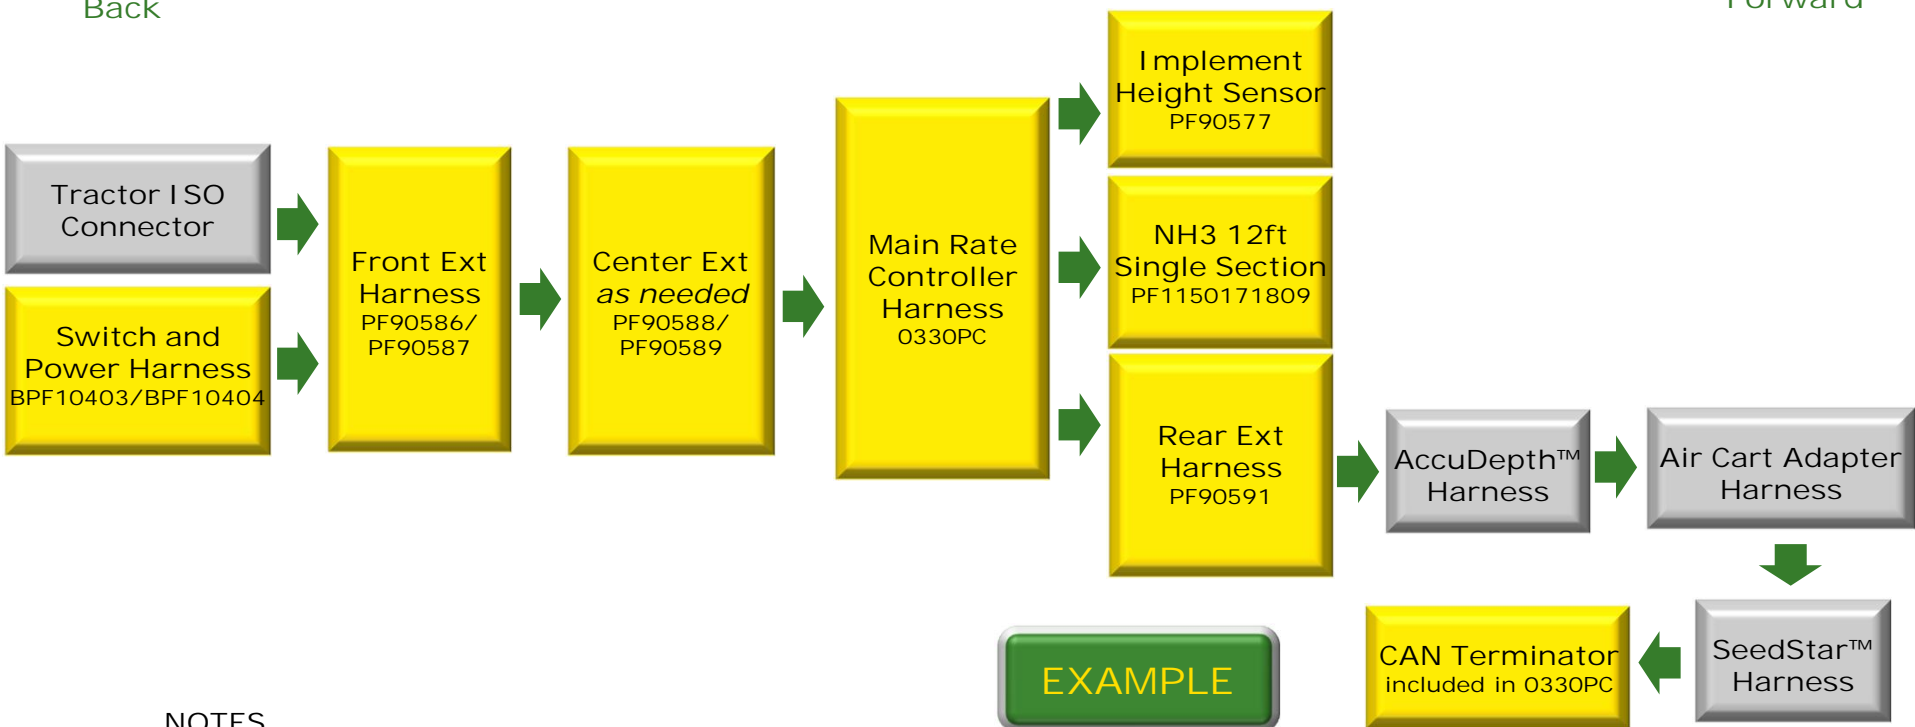 Back
Forward
Tractor ISO
Connector
Switch and
Power Harness
BPF10403/BPF10404
Front Ext
Harness
PF90586/
PF90587
Center Ext
as needed
PF90588/
PF90589
Main Rate
Controller
Harness
0330PC
Implement
Height Sensor
PF90577
NH3 12ft
Single Section
PF1150171809
Rear Ext
Harness
PF90591
AccuDepth™
Harness
Air Cart Adapter
Harness
SeedStar™
Harness
CAN Terminator
included in 0330PC
EXAMPLE
NOTES